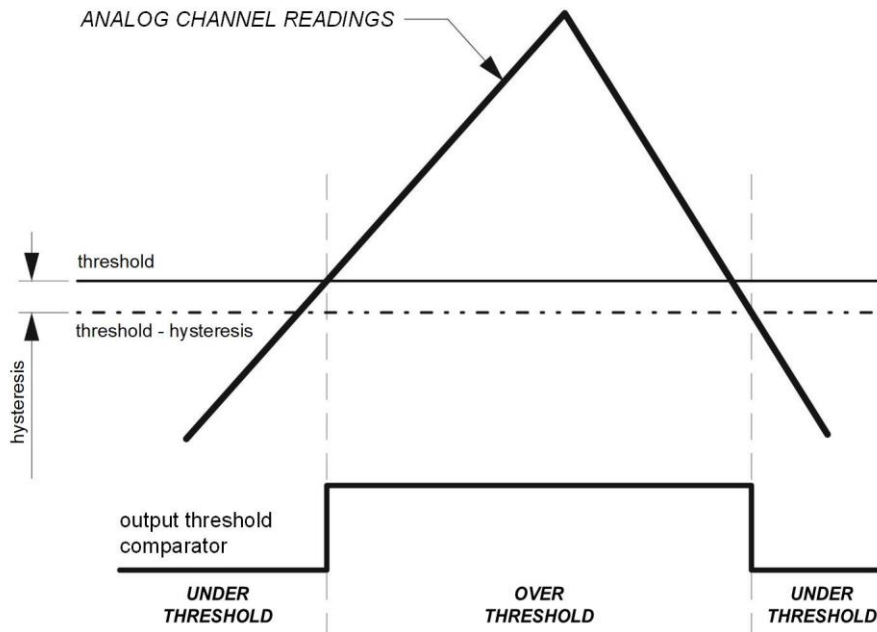 ANALOG CHANNEL READINGS
threshold
threshold - hysteresis
hysteresis
output threshold
comparator
UNDER
THRESHOLD
OVER
THRESHOLD
UNDER
THRESHOLD